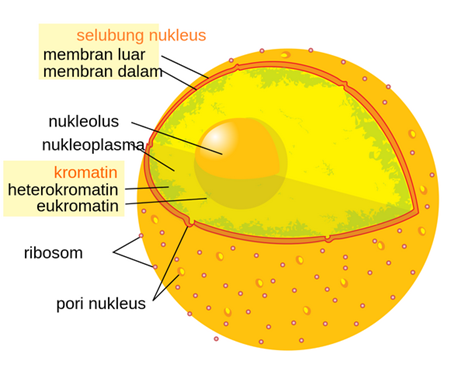 selubung nukleus
membran luar
membran dalam
nukleolus
nukleoplasma
kromatin
heterokromatin
eukromatin
ribosom
pori nukleus